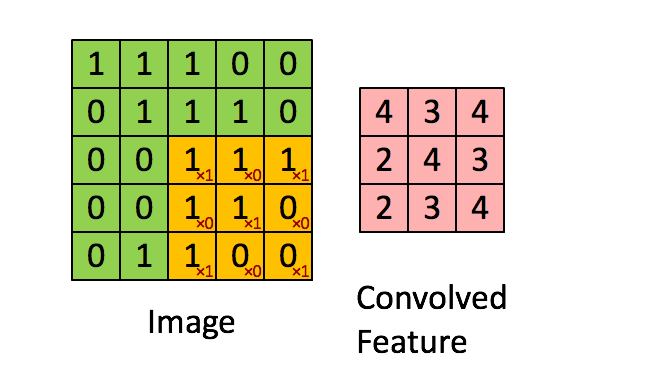 1 1 1 0 0
0 1 1 1 0
0 0 1×1 1×0 1×1
0 0 1×0 1×1 0×0
0 1 1×1 0×0 0×1
Image
4 3 4
2 4 3
2 3 4
Convolved
Feature